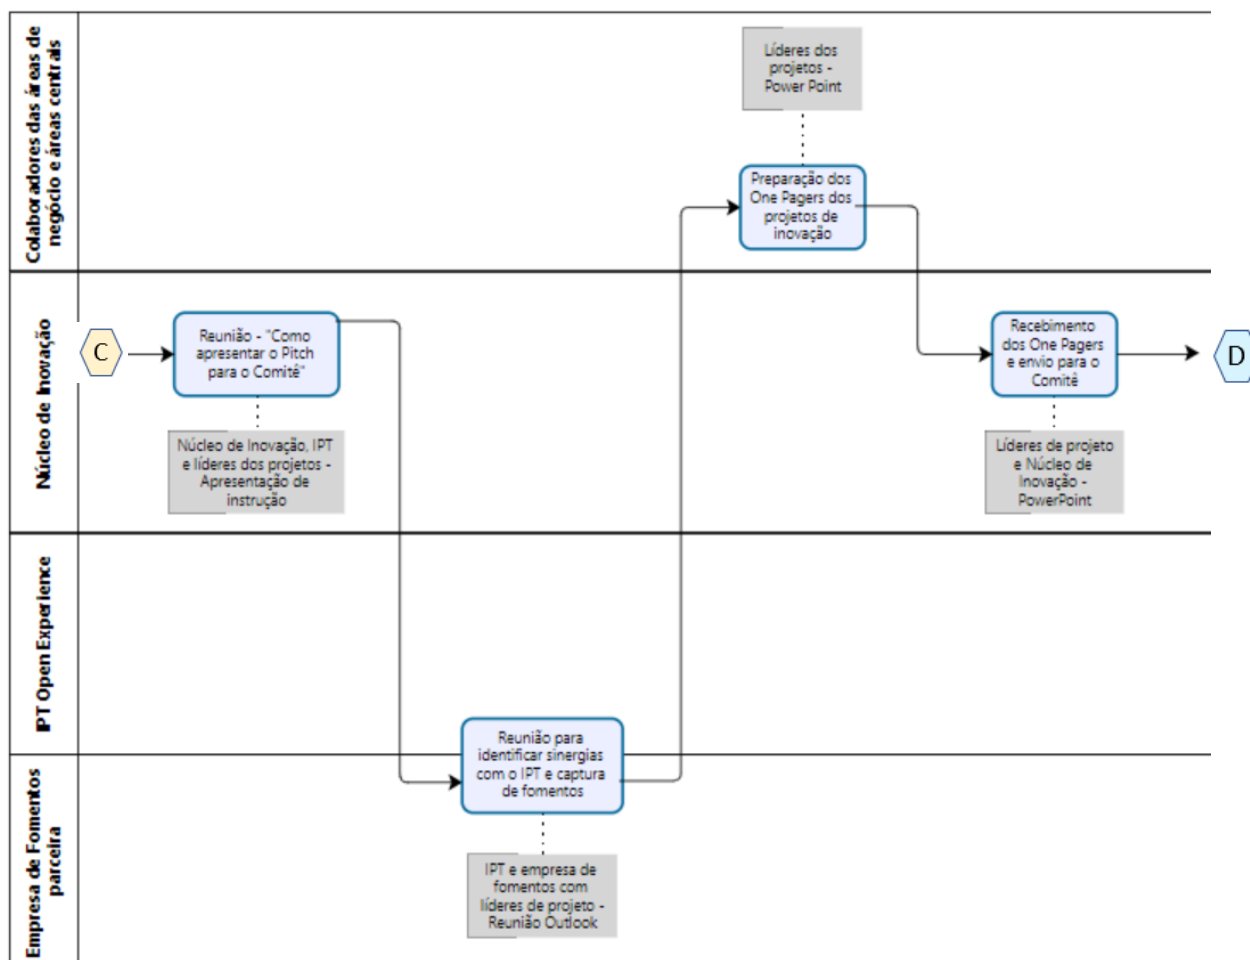 Colaboradores das áreas de
negócio e áreas centrais
Líderes dos
projetos -
Power Point
Preparação dos
One Pagers dos
projetos de
inovação
Núcleo de Inovação
C
Reunião - "Como
apresentar o Pitch
para o Comitê"
Núcleo de Inovação, IPT
e líderes dos projetos -
Apresentação de
instrução
Recebimento
dos One Pagers
e envio para o
Comitê
D
Líderes de projeto
e Núcleo de
Inovação -
PowerPoint
IPT Open Experience
Reunião para
identificar sinergias
com o IPT e captura
de fomentos
Empresa de Fomentos
parceira
IPT e empresa de
fomentos com
líderes de projeto -
Reunião Outlook